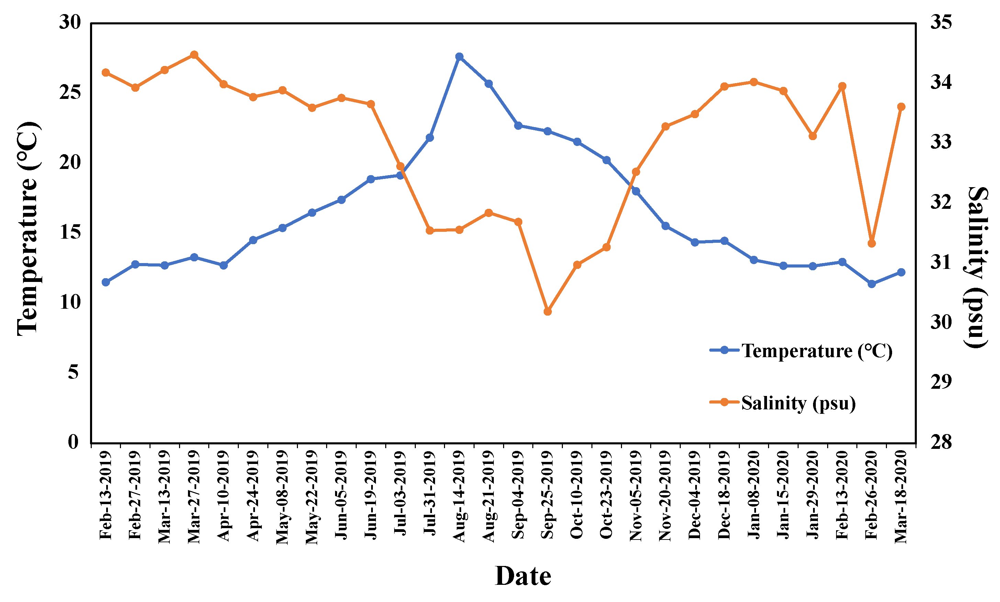 30
25
20
15
10
5
0
Temperature (°C)
35
34
33
32
31
30
29
28
Salinity (psu)
Temperature (°C)
Salinity (psu)
Feb-13-2019
Feb-27-2019
Mar-13-2019
Mar-27-2019
Apr-10-2019
Apr-24-2019
May-08-2019
May-22-2019
Jun-05-2019
Jun-19-2019
Jul-03-2019
Jul-31-2019
Aug-14-2019
Aug-21-2019
Sep-04-2019
Sep-25-2019
Oct-10-2019
Oct-23-2019
Nov-05-2019
Nov-20-2019
Dec-04-2019
Dec-18-2019
Jan-08-2020
Jan-15-2020
Jan-29-2020
Feb-13-2020
Feb-26-2020
Mar-18-2020
Date